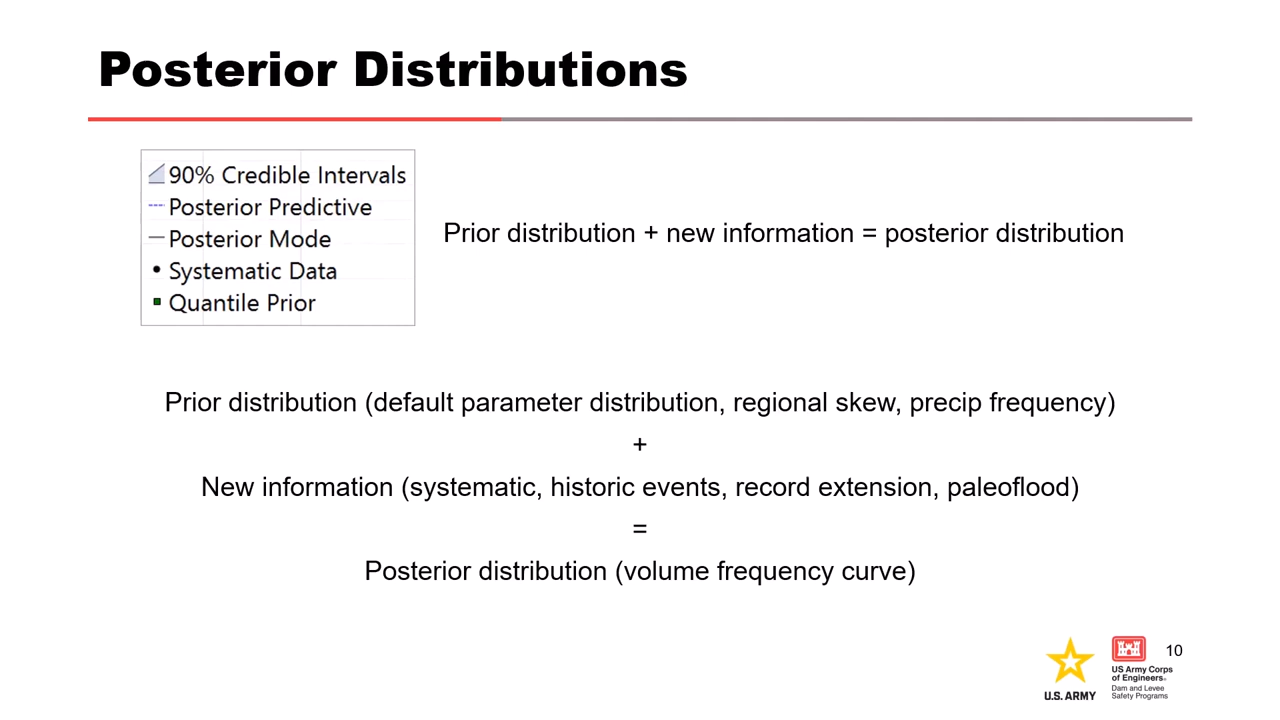 Posterior Distributions
90% Credible Intervals
Posterior Predictive
Posterior Mode
Systematic Data
Quantile Prior
Prior distribution + new information = posterior distribution
Prior distribution (default parameter distribution, regional skew, precip frequency)
+
New information (systematic, historic events, record extension, paleoflood)
=
Posterior distribution (volume frequency curve)
U.S. ARMY
US Army Corps
of Engineers®
Dam and Levee
Safety Programs
10